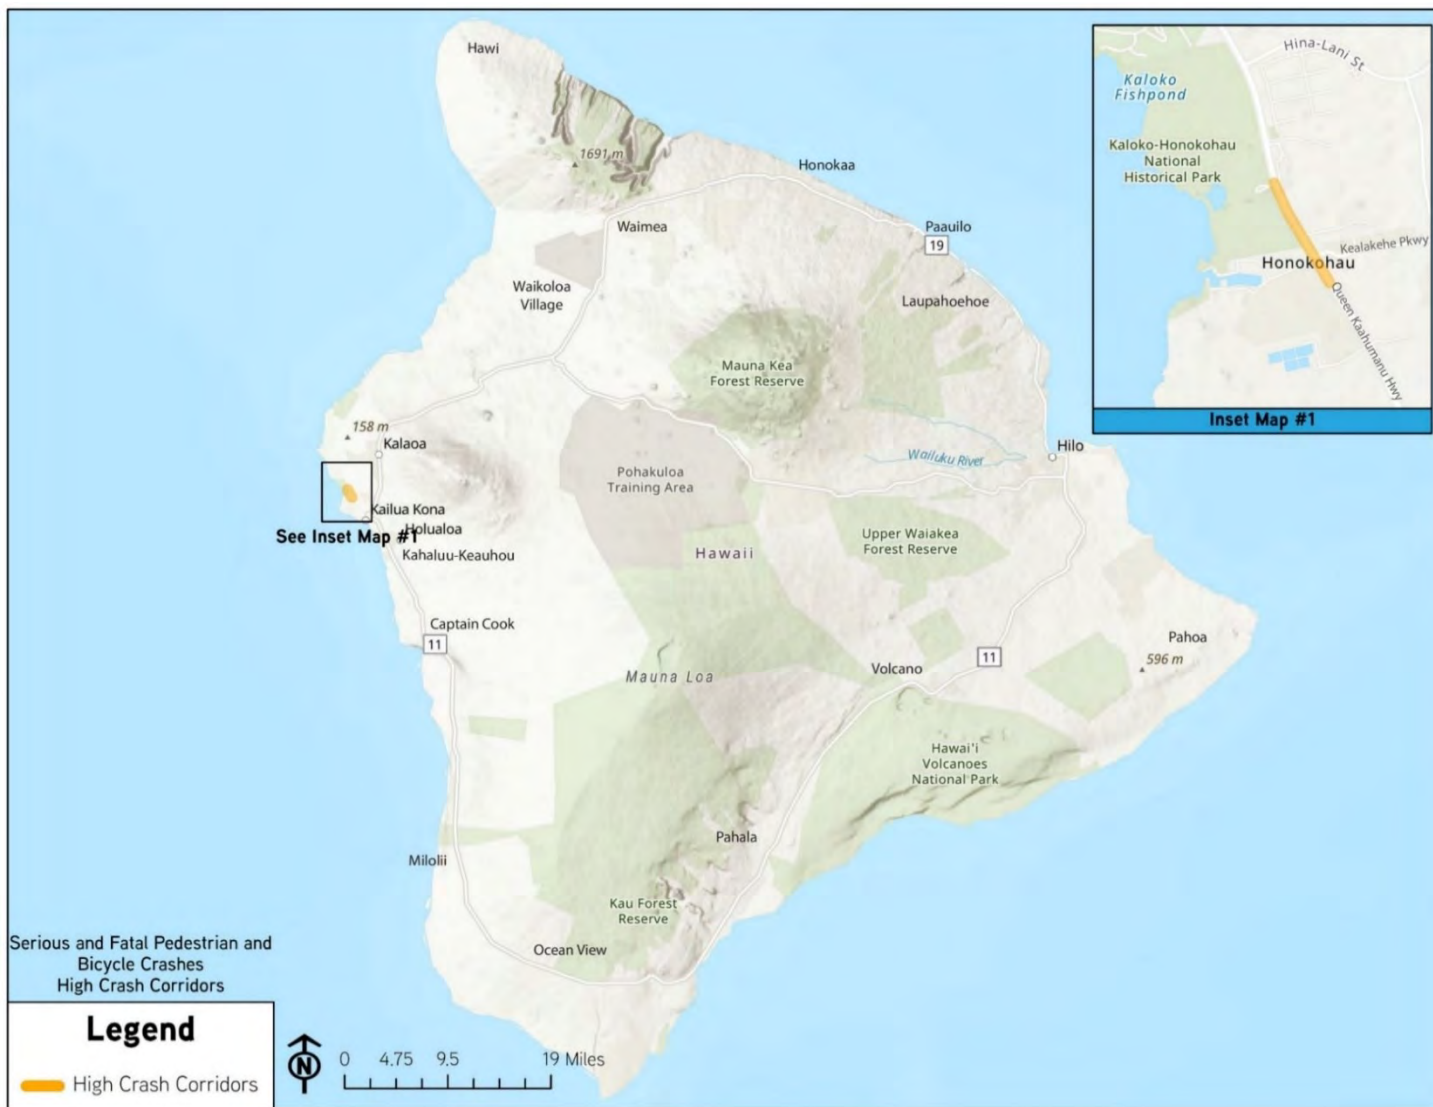 Hawi
1691 m
Honokaa
Waimea
Paauilo
19
Waikoloa
Village
Laupahoehoe
Mauna Kea
Forest Reserve
158 m
Kalaoa
Hilo
Wailuku River
Pohakuloa
Training Area
Kailua Kona
Holualoa
See Inset Map #1
Kahaluu-Keauhou
Hawaii
Upper Waiakea
Forest Reserve
Captain Cook
11
Pahoa
596 m
11
Volcano
Mauna Loa
Hawai'i
Volcanoes
National Park
Pahala
Milolii
Kau Forest
Reserve
Ocean View
Hina-Lani St
Kaloko
Fishpond
Kaloko-Honokohau
National
Historical Park
Kealakehe Pkwy
Honokohau
Queen Kaahumanu Hwy
Inset Map #1
Serious and Fatal Pedestrian and
Bicycle Crashes
High Crash Corridors
Legend
High Crash Corridors
N
0 4.75 9.5 19 Miles